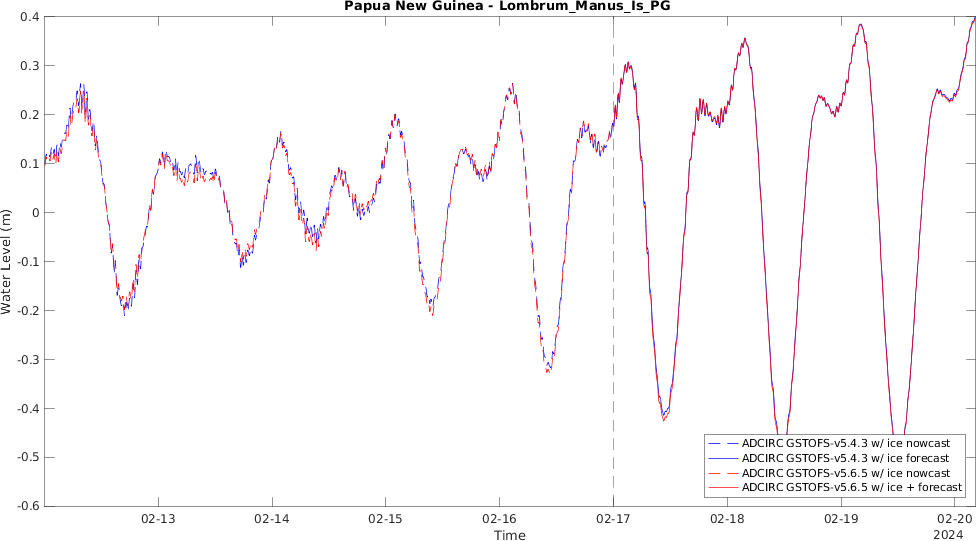 Papua New Guinea - Lombrum_Manus_Is_PG
Water Level (m)
0.4
0.3
0.2
0.1
0
-0.1
-0.2
-0.3
-0.4
-0.5
-0.6
ADCIRC GSTOFS-v5.4.3 w/ ice nowcast
ADCIRC GSTOFS-v5.4.3 w/ ice forecast
ADCIRC GSTOFS-v5.6.5 w/ ice nowcast
ADCIRC GSTOFS-v5.6.5 w/ ice + forecast
02-13
02-14
02-15
02-16
02-17
02-18
02-19
02-20
Time
2024